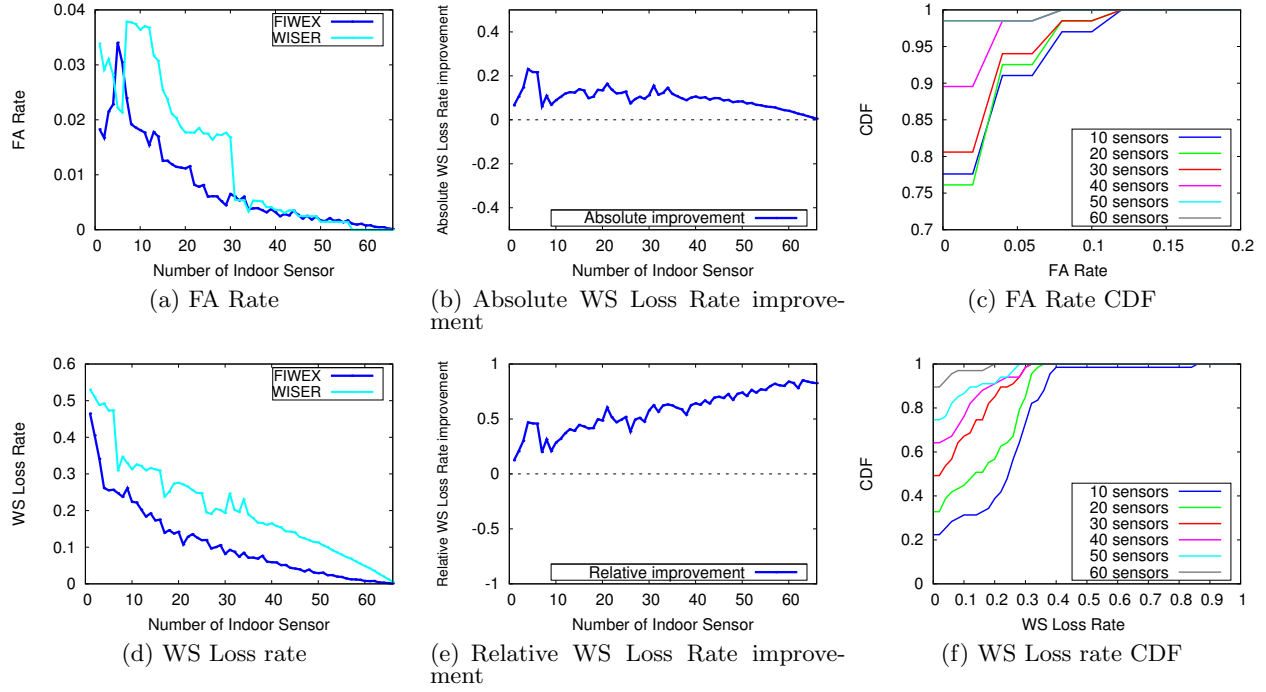 FA Rate
0.04
0.03
0.02
0.01
0
FIWEX
WISER
0 10 20 30 40 50 60
Number of Indoor Sensor
(a) FA Rate
Absolute WS Loss Rate improvement
0.4
0.2
0
-0.2
-0.4
Absolute improvement
0 10 20 30 40 50 60
Number of Indoor Sensor
(b) Absolute WS Loss Rate improve-
ment
CDF
1
0.95
0.9
0.85
0.8
0.75
0.7
10 sensors
20 sensors
30 sensors
40 sensors
50 sensors
60 sensors
0 0.05 0.1 0.15 0.2
FA Rate
(c) FA Rate CDF
WS Loss Rate
0.6
0.5
0.4
0.3
0.2
0.1
0
FIWEX
WISER
0 10 20 30 40 50 60
Number of Indoor Sensor
(d) WS Loss rate
Relative WS Loss Rate improvement
1
0.5
0
-0.5
-1
Relative improvement
0 10 20 30 40 50 60
Number of Indoor Sensor
(e) Relative WS Loss Rate improve-
ment
CDF
1
0.8
0.6
0.4
0.2
0
10 sensors
20 sensors
30 sensors
40 sensors
50 sensors
60 sensors
0 0.1 0.2 0.3 0.4 0.5 0.6 0.7 0.8 0.9 1
WS Loss Rate
(f) WS Loss rate CDF